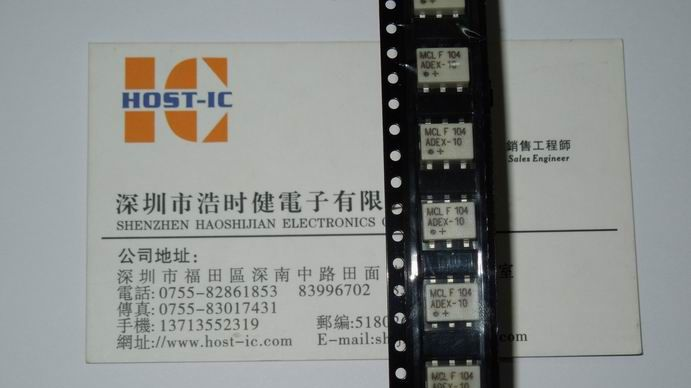 HOST-IC
銷售工程師
Sales Engineer
深圳市浩时健電子有限
SHENZHEN HAOSHIJIAN ELECTRONICS
公司地址:
深圳市福田區深南中路田面
電話: 0755-82861853 83996702
傳真: 0755-83017431
手機: 13713552319
郵編:5180
網址://www.host-ic.com
E-mail:sh
.com
MCL F 104
ADEX-10
MCL F 104
ADEX-10
MCL F 104
ADEX-10
MCL F 104
ADEX-10
MCL F 104
ADEX-10